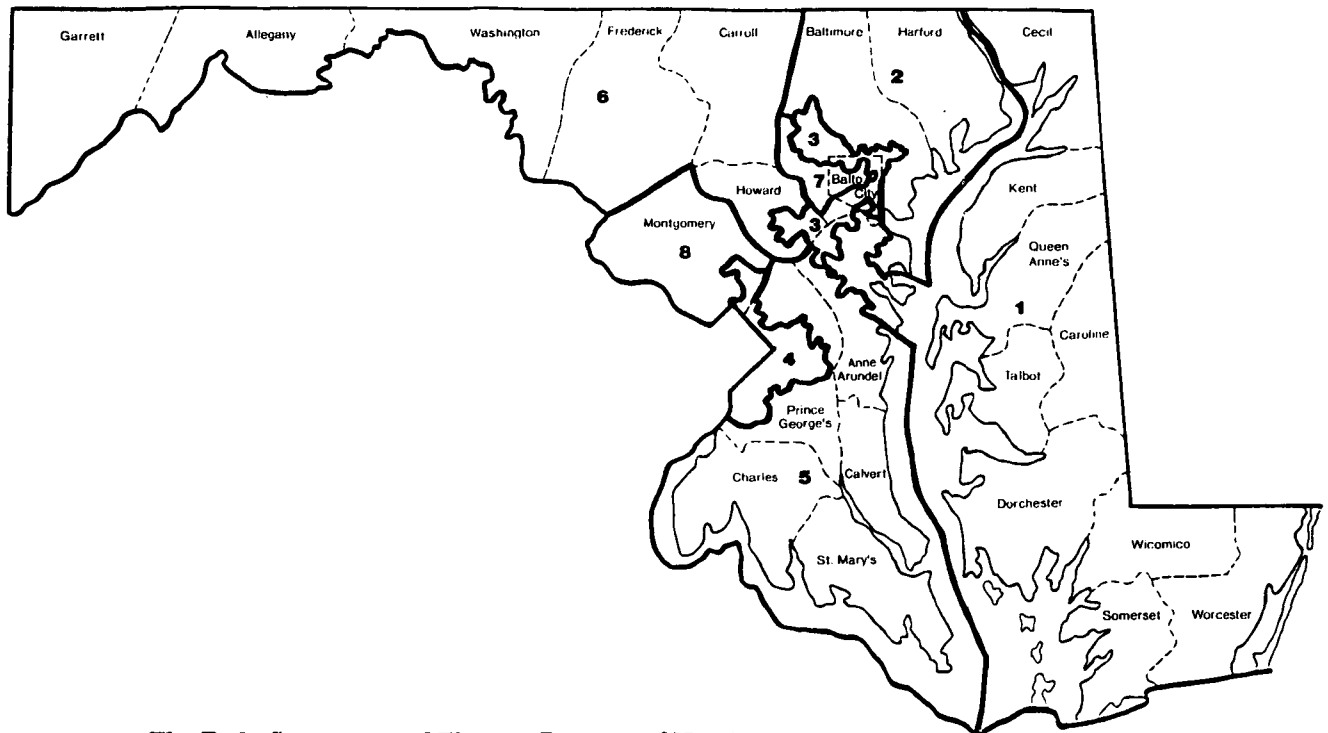 Garrett
Allegany
Washington
Frederick
Carroll
Baltimore
Harford
Cecil
2
6
3
7
Balto
City
Howard
Kent
Montgomery
3
8
Queen
Anne's
1
Caroline
4
Anne
Arundel
Talbot
Prince
George's
Charles
5
Calvert
Dorchester
Wicomico
St. Mary's
Somerset
Worcester